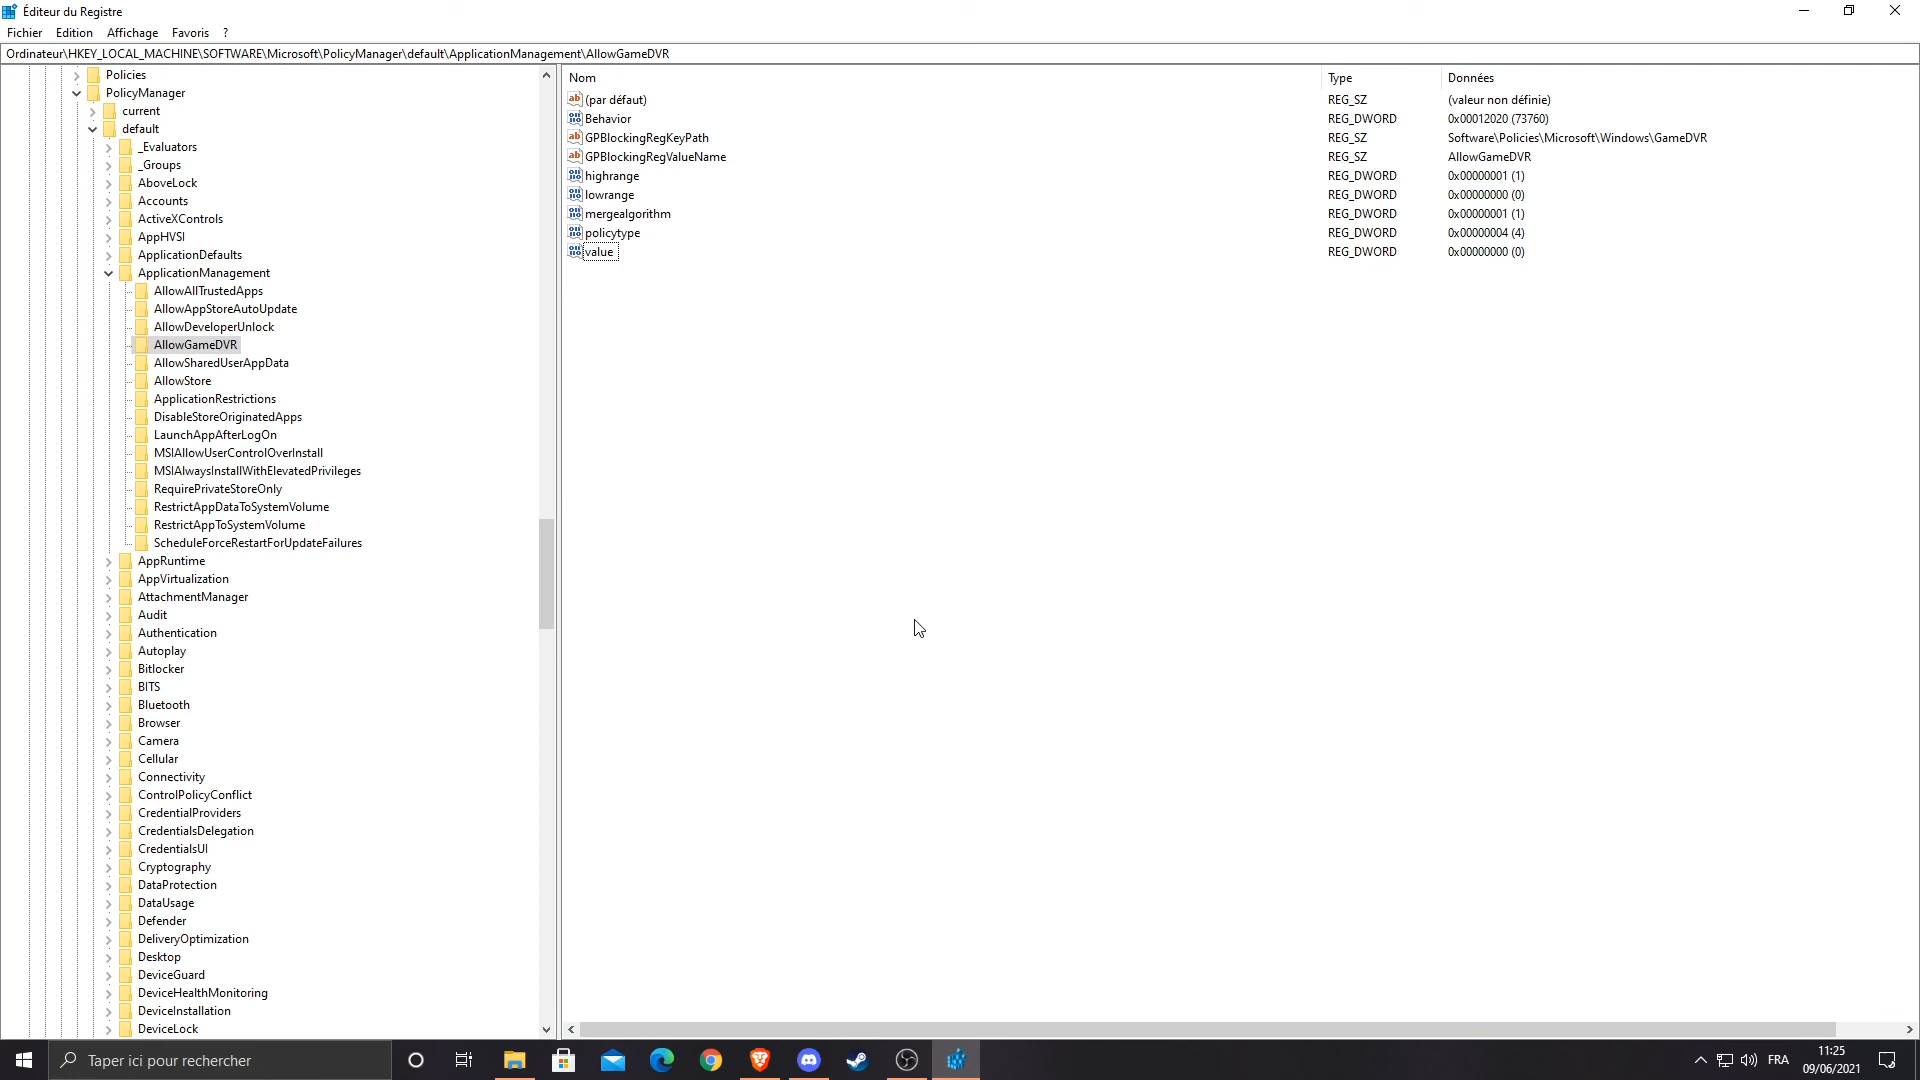 Éditeur du Registre
Fichier Edition Affichage Favoris ?
Ordinateur\HKEY_LOCAL_MACHINE\SOFTWARE\Microsoft\PolicyManager\default\ApplicationManagement\AllowGameDVR
Policies
PolicyManager
current
default
_Evaluators
_Groups
AboveLock
Accounts
ActiveXControls
AppHVSI
ApplicationDefaults
ApplicationManagement
AllowAllTrustedApps
AllowAppStoreAutoUpdate
AllowDeveloperUnlock
AllowGameDVR
AllowSharedUserAppData
AllowStore
ApplicationRestrictions
DisableStoreOriginatedApps
LaunchAppAfterLogOn
MSIAllowUserControlOverInstall
MSIAlwaysInstallWithElevatedPrivileges
RequirePrivateStoreOnly
RestrictAppDataToSystemVolume
RestrictAppToSystemVolume
ScheduleForceRestartForUpdateFailures
AppRuntime
AppVirtualization
AttachmentManager
Audit
Authentication
Autoplay
Bitlocker
BITS
Bluetooth
Browser
Camera
Cellular
Connectivity
ControlPolicyConflict
CredentialProviders
CredentialsDelegation
CredentialsUI
Cryptography
DataProtection
DataUsage
Defender
DeliveryOptimization
Desktop
DeviceGuard
DeviceHealthMonitoring
DeviceInstallation
DeviceLock
Nom Type Données
(par défaut) REG_SZ (valeur non définie)
Behavior REG_DWORD 0x00012020 (73760)
GPBlockingRegKeyPath REG_SZ Software\Policies\Microsoft\Windows\GameDVR
GPBlockingRegValueName REG_SZ AllowGameDVR
highrange REG_DWORD 0x00000001 (1)
lowrange REG_DWORD 0x00000000 (0)
mergealgorithm REG_DWORD 0x00000001 (1)
policytype REG_DWORD 0x00000004 (4)
value REG_DWORD 0x00000000 (0)
Taper ici pour rechercher
FRA
11:25
09/06/2021